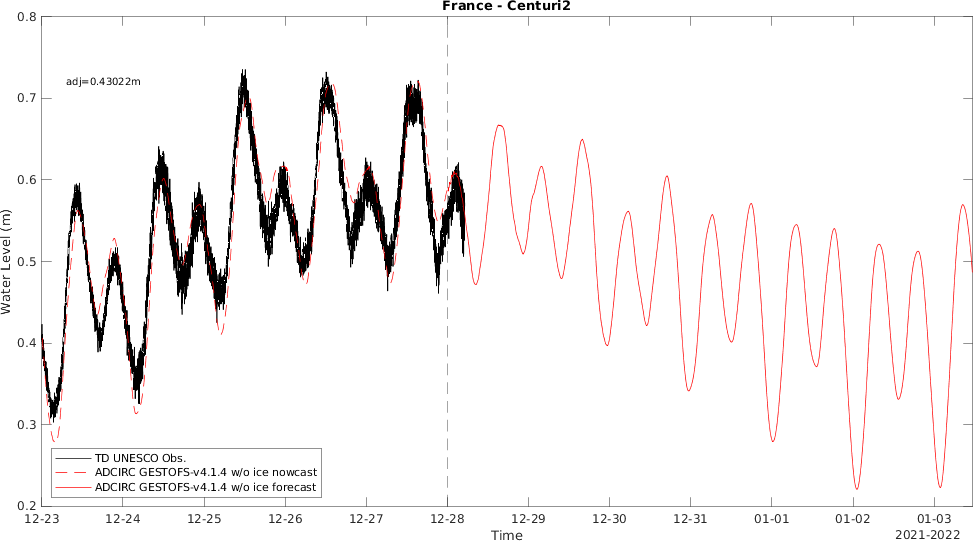 France - Centuri2
0.8
0.7
0.6
0.5
0.4
0.3
0.2
Water Level (m)
adj=0.43022m
TD UNESCO Obs.
ADCIRC GESTOFS-v4.1.4 w/o ice nowcast
ADCIRC GESTOFS-v4.1.4 w/o ice forecast
12-23 12-24 12-25 12-26 12-27 12-28 12-29 12-30 12-31 01-01 01-02 01-03
Time
2021-2022